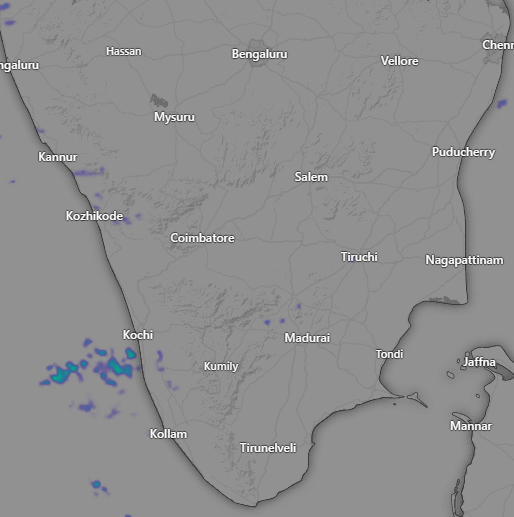 Hassan
Bengaluru
Chenn
ngaluru
Vellore
Mysuru
Kannur
Puducherry
Salem
Kozhikode
Coimbatore
Tiruchi
Nagapattinam
Kochi
Madurai
Kumily
Tondi
Jaffna
Kollam
Mannar
Tirunelveli